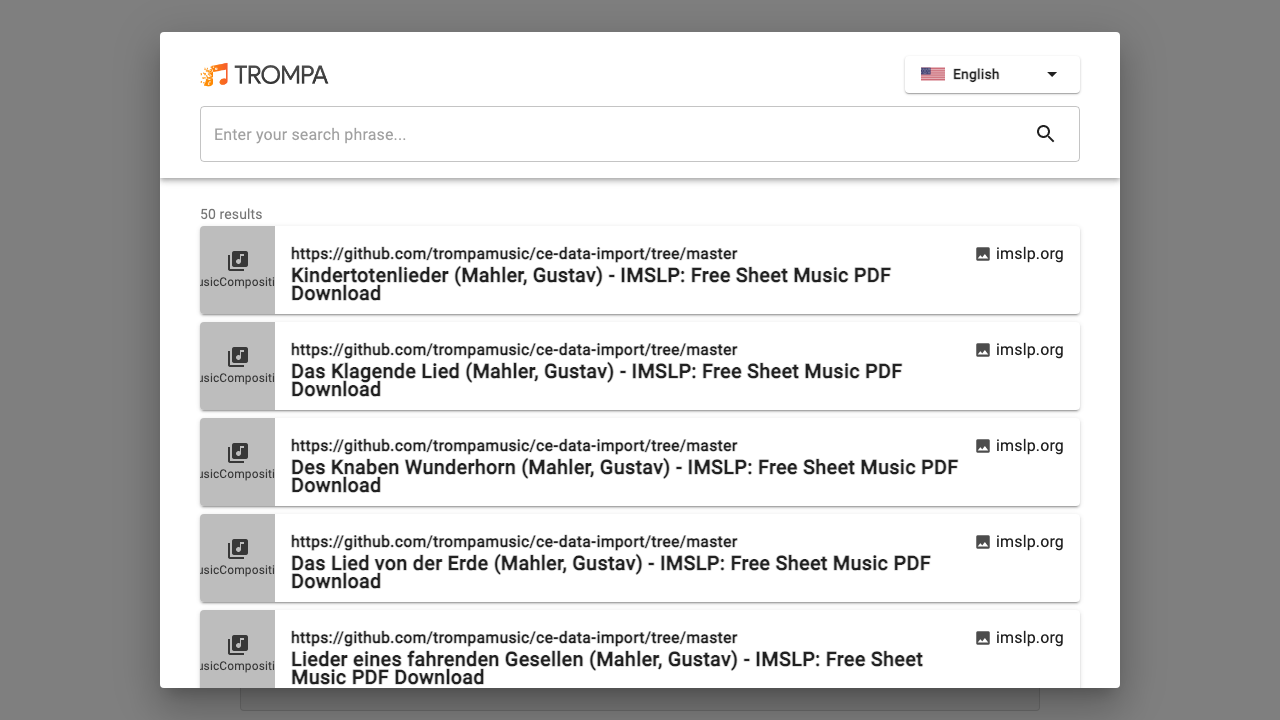 TROMPA
English
Enter your search phrase...
50 results
usicCompositi
https://github.com/trompamusic/ce-data-import/tree/master
imslp.org
Kindertotenlieder (Mahler, Gustav) - IMSLP: Free Sheet Music PDF
Download
usicCompositi
https://github.com/trompamusic/ce-data-import/tree/master
imslp.org
Das Klagende Lied (Mahler, Gustav) - IMSLP: Free Sheet Music PDF
Download
usicCompositi
https://github.com/trompamusic/ce-data-import/tree/master
imslp.org
Des Knaben Wunderhorn (Mahler, Gustav) - IMSLP: Free Sheet Music PDF
Download
usicCompositi
https://github.com/trompamusic/ce-data-import/tree/master
imslp.org
Das Lied von der Erde (Mahler, Gustav) - IMSLP: Free Sheet Music PDF
Download
usicCompositi
https://github.com/trompamusic/ce-data-import/tree/master
imslp.org
Lieder eines fahrenden Gesellen (Mahler, Gustav) - IMSLP: Free Sheet
Music PDF Download